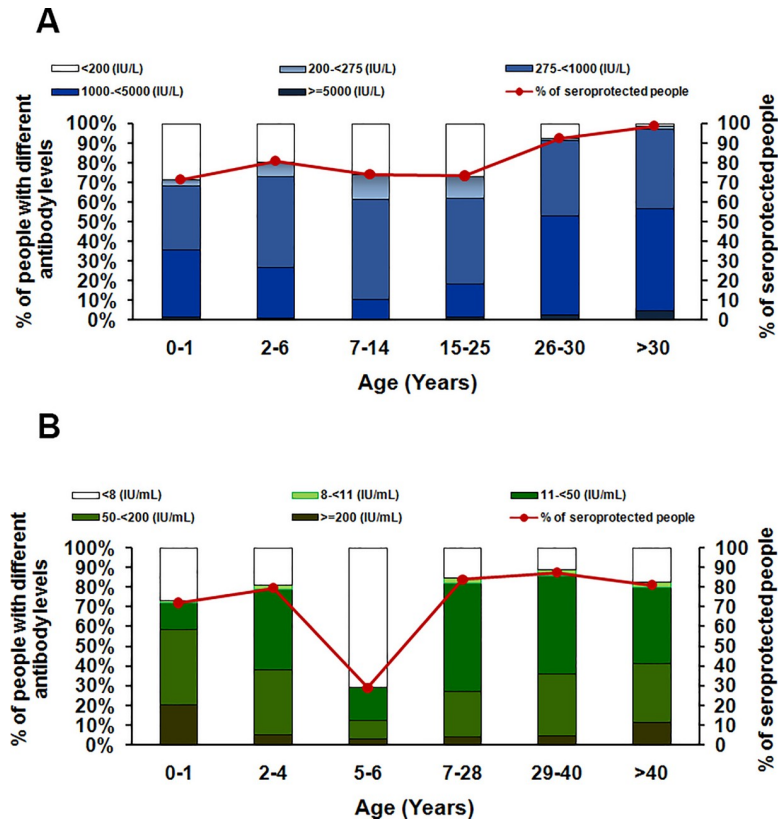 A
<200 (IU/L) 200-<275 (IU/L) 275-<1000 (IU/L)
1000-<5000 (IU/L) >=5000 (IU/L) % of seroprotected people
% of people with different
antibody levels
100%
90%
80%
70%
60%
50%
40%
30%
20%
10%
0%
100
90
80
70
60
50
40
30
20
10
0
% of seroprotected people
0-1 2-6 7-14 15-25 26-30 >30
Age (Years)
B
<8 (IU/mL) 8-<11 (IU/mL) 11-<50 (IU/mL)
50-<200 (IU/mL) >=200 (IU/mL) % of seroprotected people
% of people with different
antibody levels
100%
90%
80%
70%
60%
50%
40%
30%
20%
10%
0%
100
90
80
70
60
50
40
30
20
10
0
% of seroprotected people
0-1 2-4 5-6 7-28 29-40 >40
Age (Years)